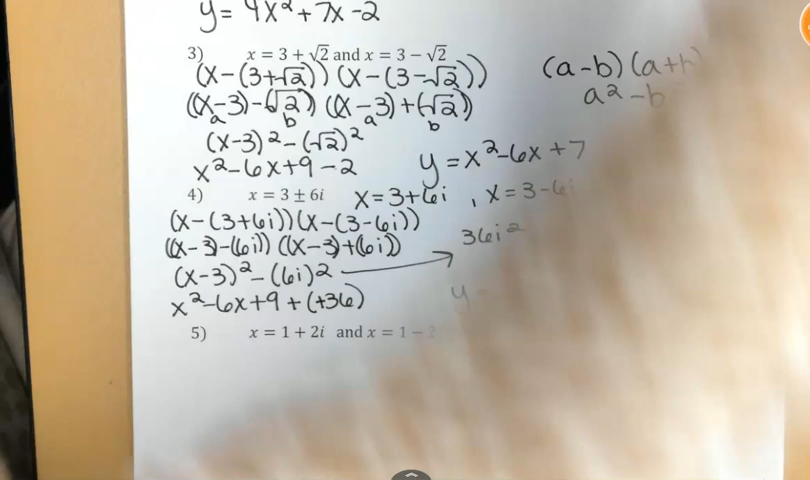 y = 4x² + 7x - 2
3) x = 3 + √2 and x = 3 − √2
(x-(3+√2)) (x-(3-√2))
(a-b)(a+b)
((x-3)-(√2)) ((x-3)+(√2))
a b a b
a² - b
(x-3)² - (√2)²
x² - 6x + 9 - 2
y = x² - 6x + 7
4) x = 3 ± 6i x = 3+6i , x = 3-6i
(x-(3+6i))(x-(3-6i))
((x-3)-(6i)) ((x-3)+(6i))
36i²
(x-3)² - (6i)2
x² - 6x + 9 + (+36)
y
5) x = 1 + 2i and x = 1 −